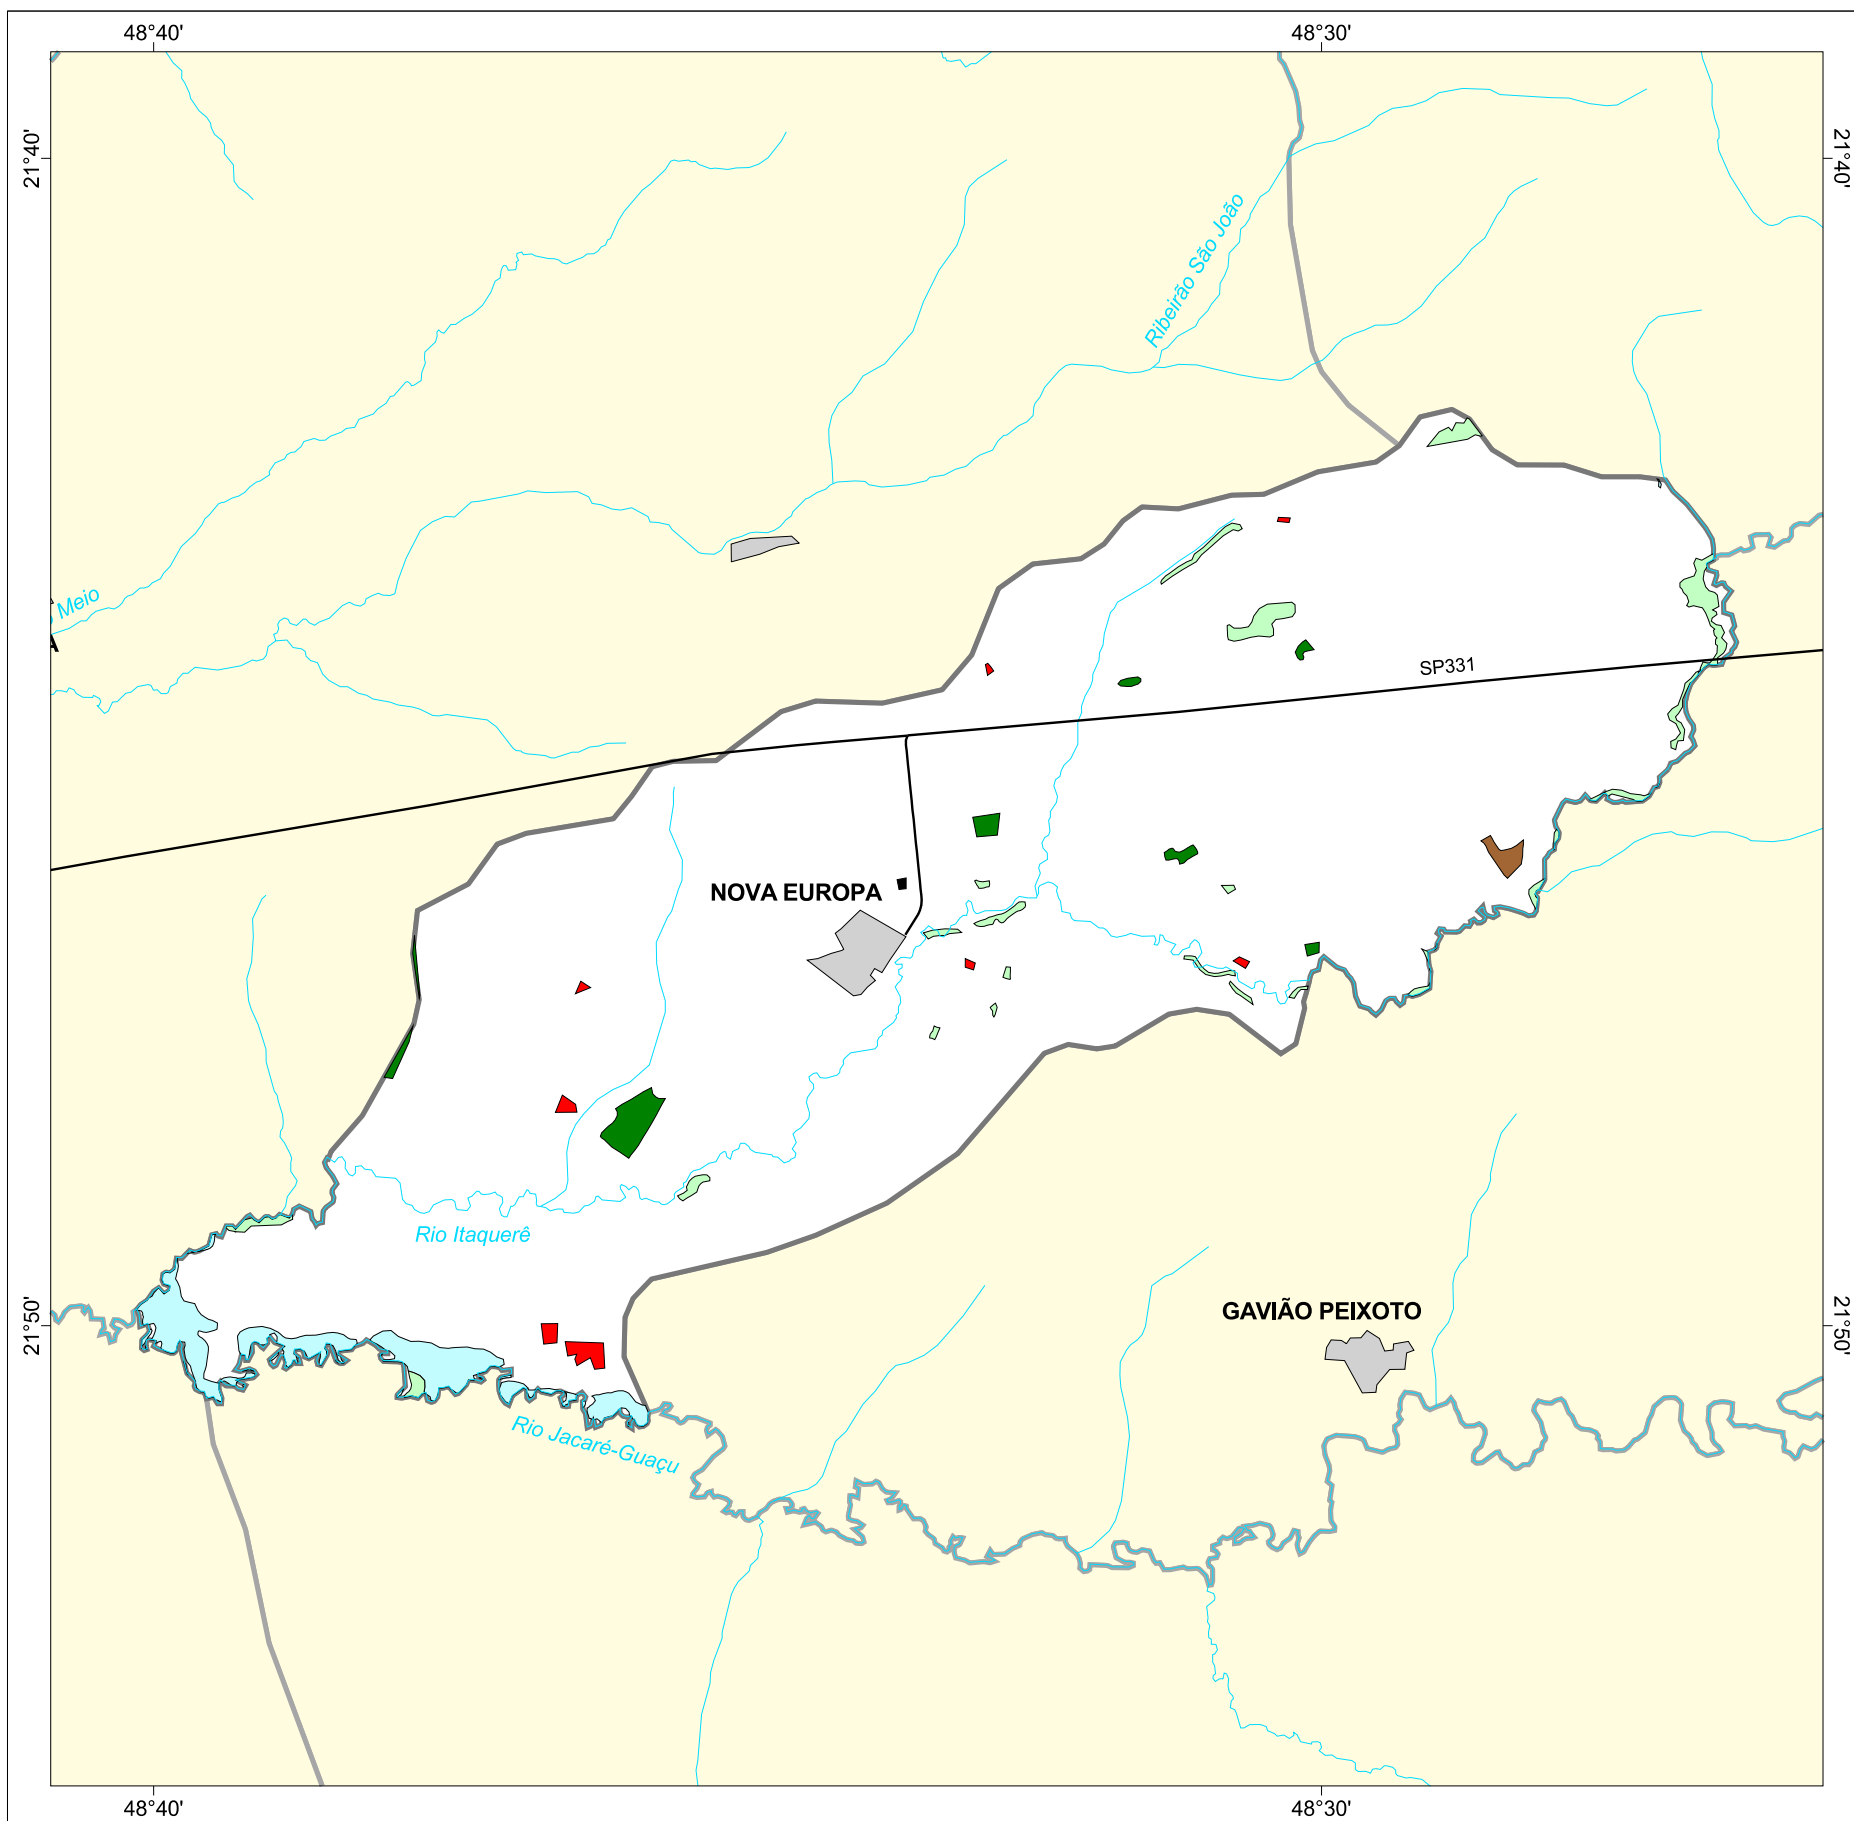 48°40'
48°30'
21°40'
21°40'
Ribeirão São João
Meio
A
SP331
NOVA EUROPA
Rio Itaquerê
21°50'
GAVIÃO PEIXOTO
21°50'
Rio Jacaré-Guaçu
48°40'
48°30'